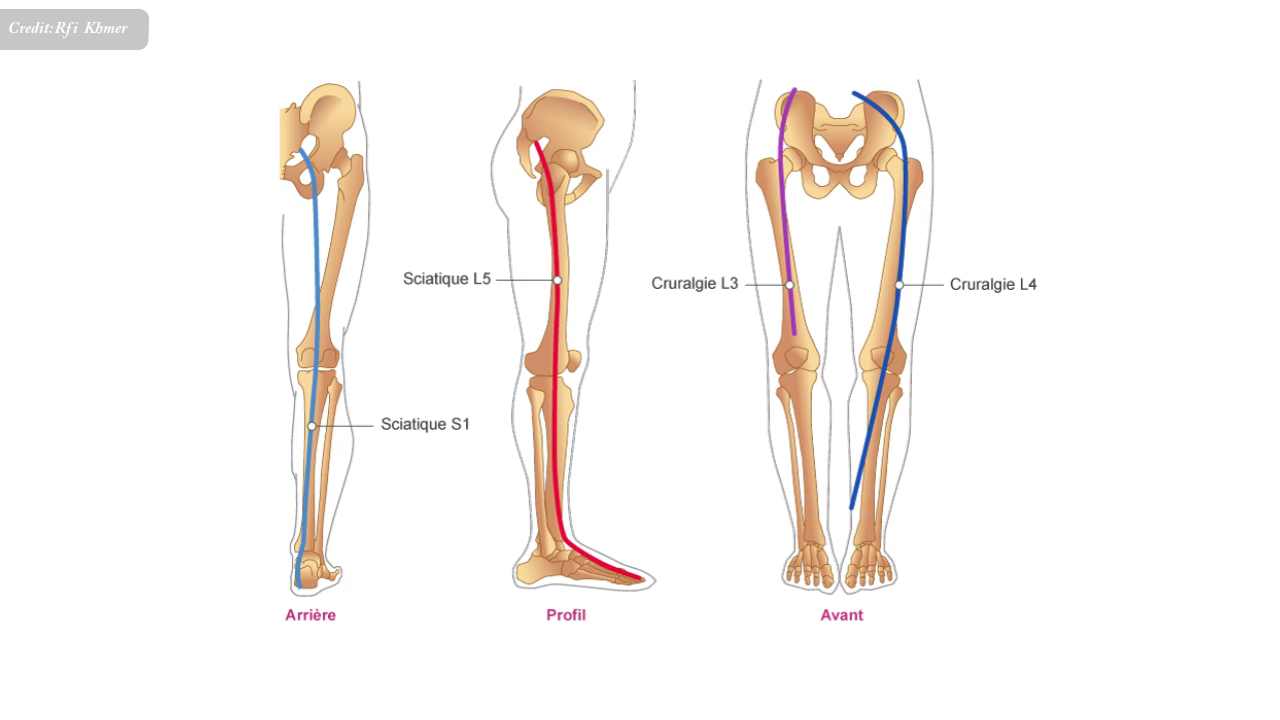 Credit:Rfi Khmer
Sciatique L5
Cruralgie L3
Cruralgie L4
Sciatique S1
Arrière
Profil
Avant